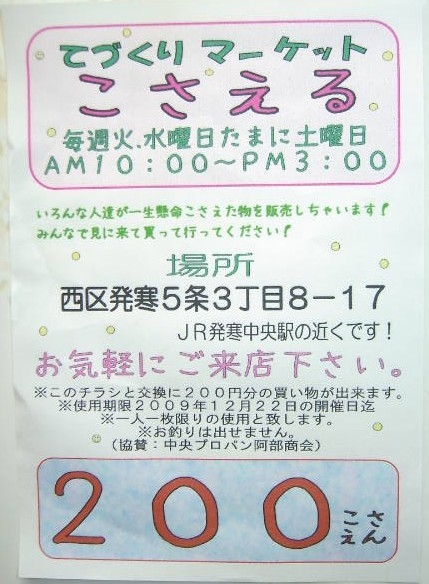 てづくり マーケット
こさえる
毎週火、水曜日たまに土曜日
AM10:00～PM3:00
いろんな人達が一生懸命こさえた物を販売しちゃいます!
みんなで見に来て買って行ってください!
場所
西区発寒5条3丁目8-17
JR発寒中央駅の近くです!
お気軽にご来店下さい。
※このチラシと交換に200円分の買い物が出来ます。
※使用期限2009年12月22日の開催日迄
※一人一枚限りの使用と致します。
※お釣りは出せません。
(協賛:中央プロパン阿部商会)
200こさえん